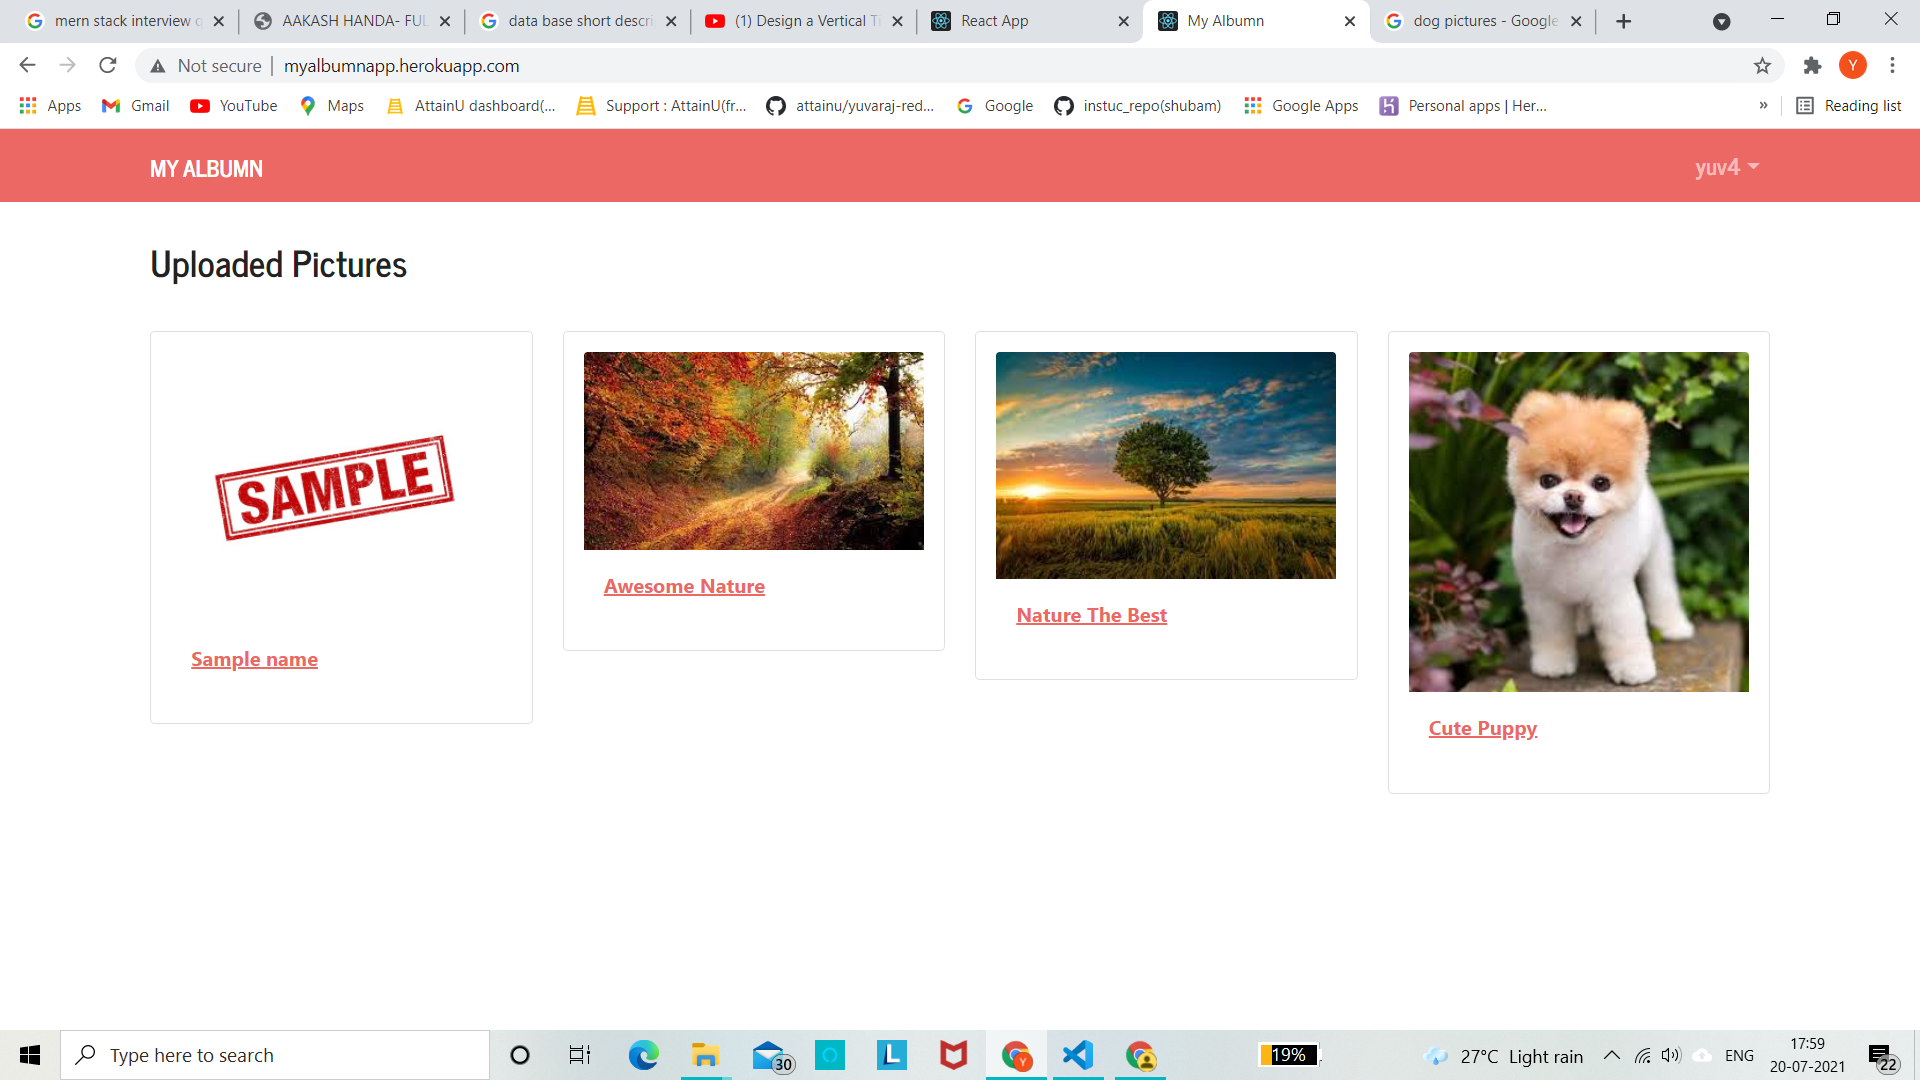 mern stack interview q
AAKASH HANDA- FUL
data base short descri
(1) Design a Vertical Ti
React App
My Albumn
dog pictures - Google
Not secure
myalbumnapp.herokuapp.com
Y
Apps
Gmail
YouTube
Maps
AttainU dashboard(...
Support : AttainU(fr...
attainu/yuvaraj-red...
Google
instuc_repo(shubam)
Google Apps
Personal apps | Her...
»
Reading list
MY ALBUMN
yuv4
Uploaded Pictures
SAMPLE
Sample name
Awesome Nature
Nature The Best
Cute Puppy
Type here to search
30
L
Y
19%
27°C Light rain
ENG
17:59
20-07-2021
22